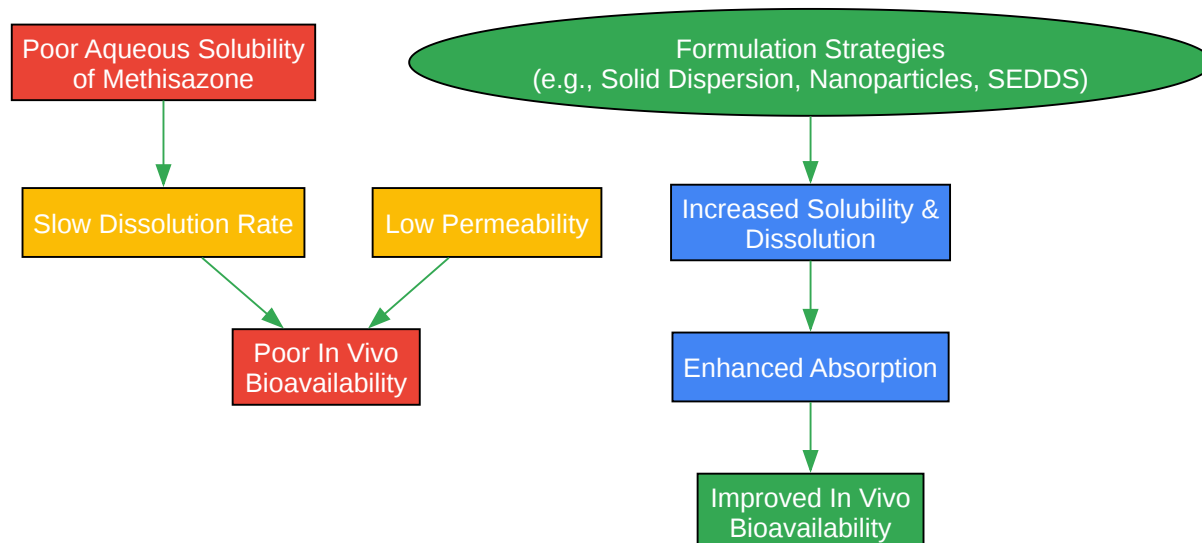 Poor Aqueous Solubility
of Methisazone
Formulation Strategies
(e.g., Solid Dispersion, Nanoparticles, SEDDS)
Slow Dissolution Rate
Low Permeability
Increased Solubility &
Dissolution
Poor In Vivo
Bioavailability
Enhanced Absorption
Improved In Vivo
Bioavailability